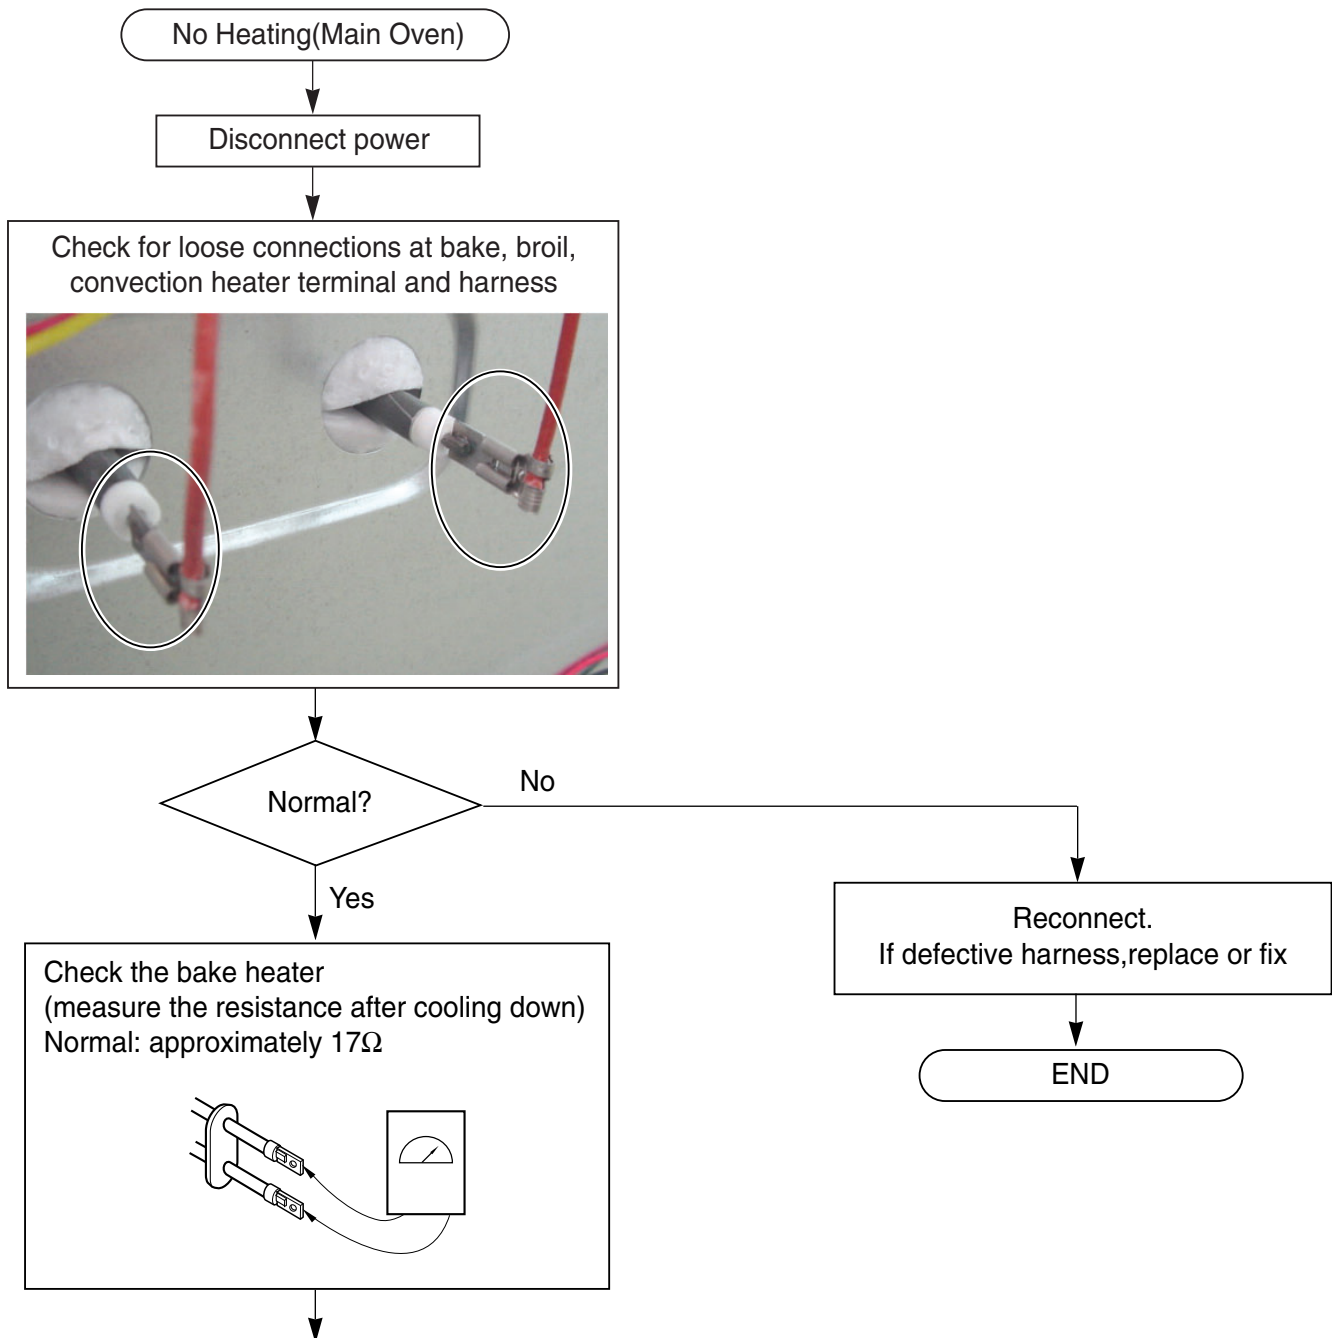 No Heating(Main Oven)
Disconnect power
Check for loose connections at bake, broil,
convection heater terminal and harness
Normal?
No
Yes
Reconnect.
If defective harness,replace or fix
END
Check the bake heater
(measure the resistance after cooling down)
Normal: approximately 17Ω